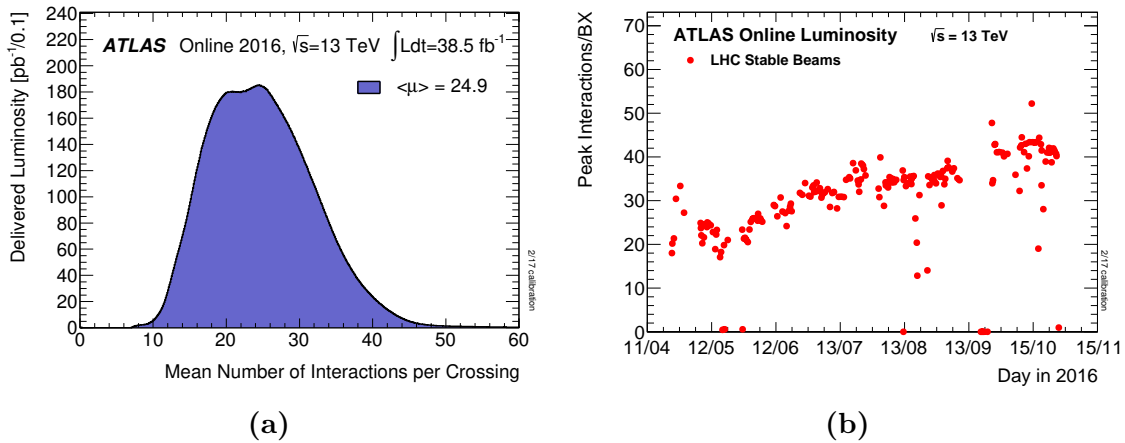 240
220
200
180
160
140
120
100
80
60
40
20
0
Delivered Luminosity [pb⁻¹/0.1]
ATLAS Online 2016, √s=13 TeV ∫Ldt=38.5 fb⁻¹
<μ> = 24.9
2/17 calibration
0 10 20 30 40 50 60
Mean Number of Interactions per Crossing
(a)
70
60
50
40
30
20
10
0
Peak Interactions/BX
ATLAS Online Luminosity √s = 13 TeV
LHC Stable Beams
2/17 calibration
11/04 12/05 12/06 13/07 13/08 13/09 15/10 15/11
Day in 2016
(b)